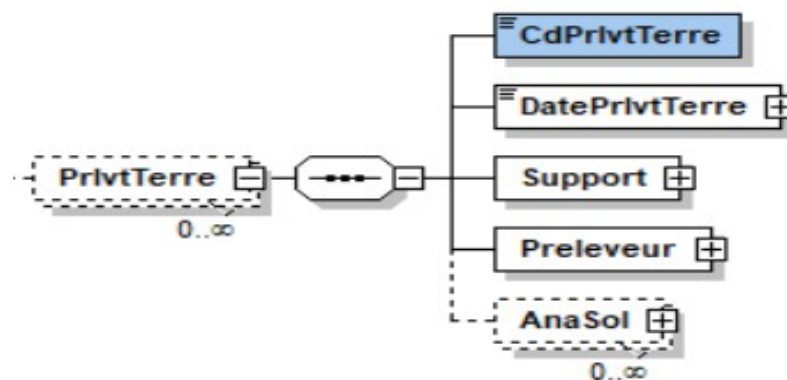 CdPrlvtTerre
DatePrlvtTerre
PrlvtTerre
0..∞
Support
Preleveur
AnaSol
0..∞